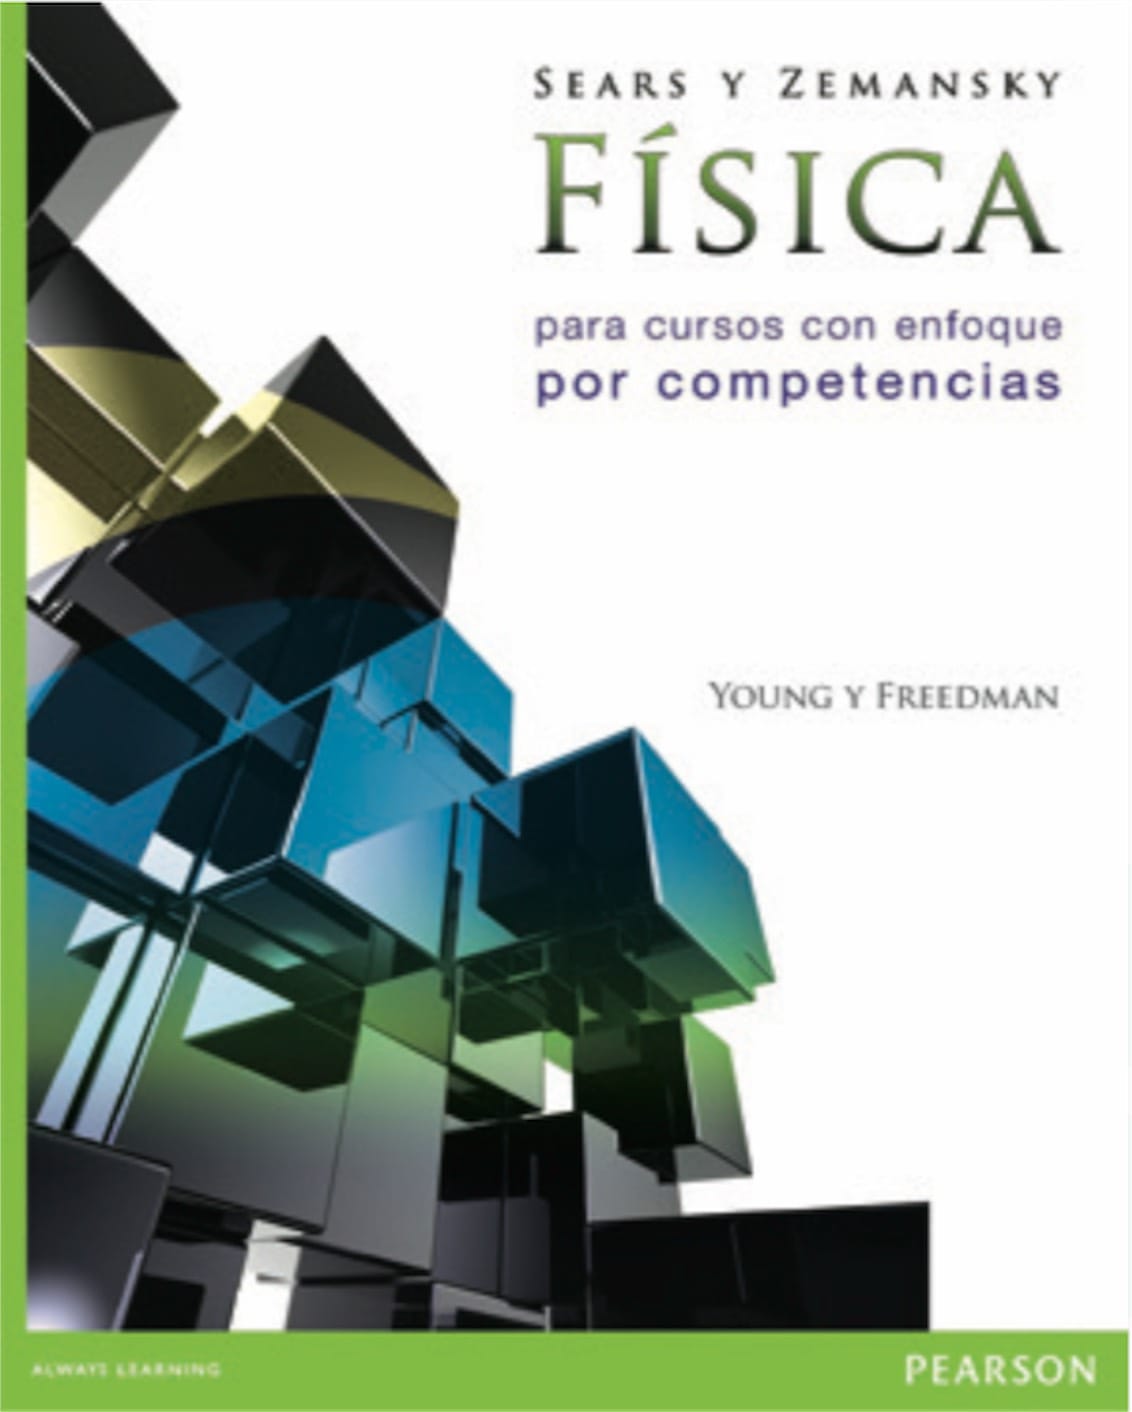 SEARS Y ZEMANSKY
FÍSICA
para cursos con enfoque
por competencias
YOUNG Y FREEDMAN
ALWAYS LEARNING
PEARSON